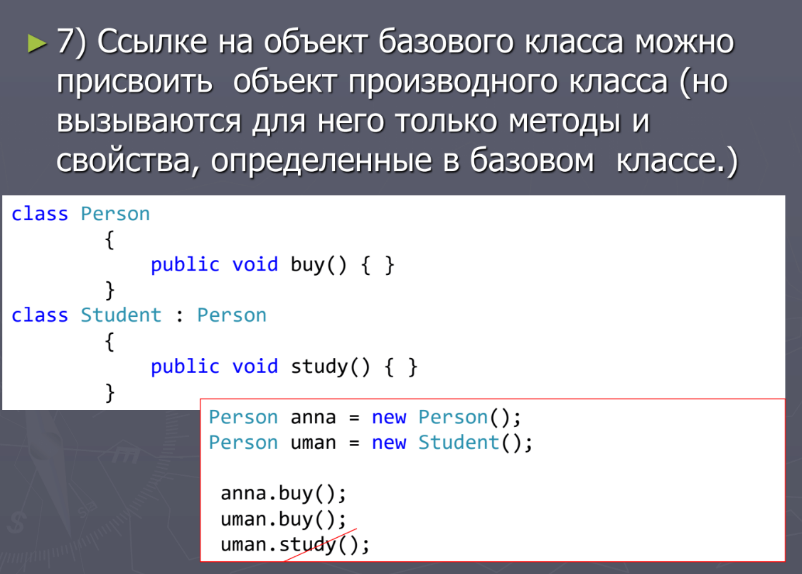 ► 7) Ссылке на объект базового класса можно
присвоить объект производного класса (но
вызываются для него только методы и
свойства, определенные в базовом классе.)
class Person
{
public void buy() { }
}
class Student : Person
{
public void study() { }
}
Person anna = new Person();
Person uman = new Student();
anna.buy();
uman.buy();
uman.study();